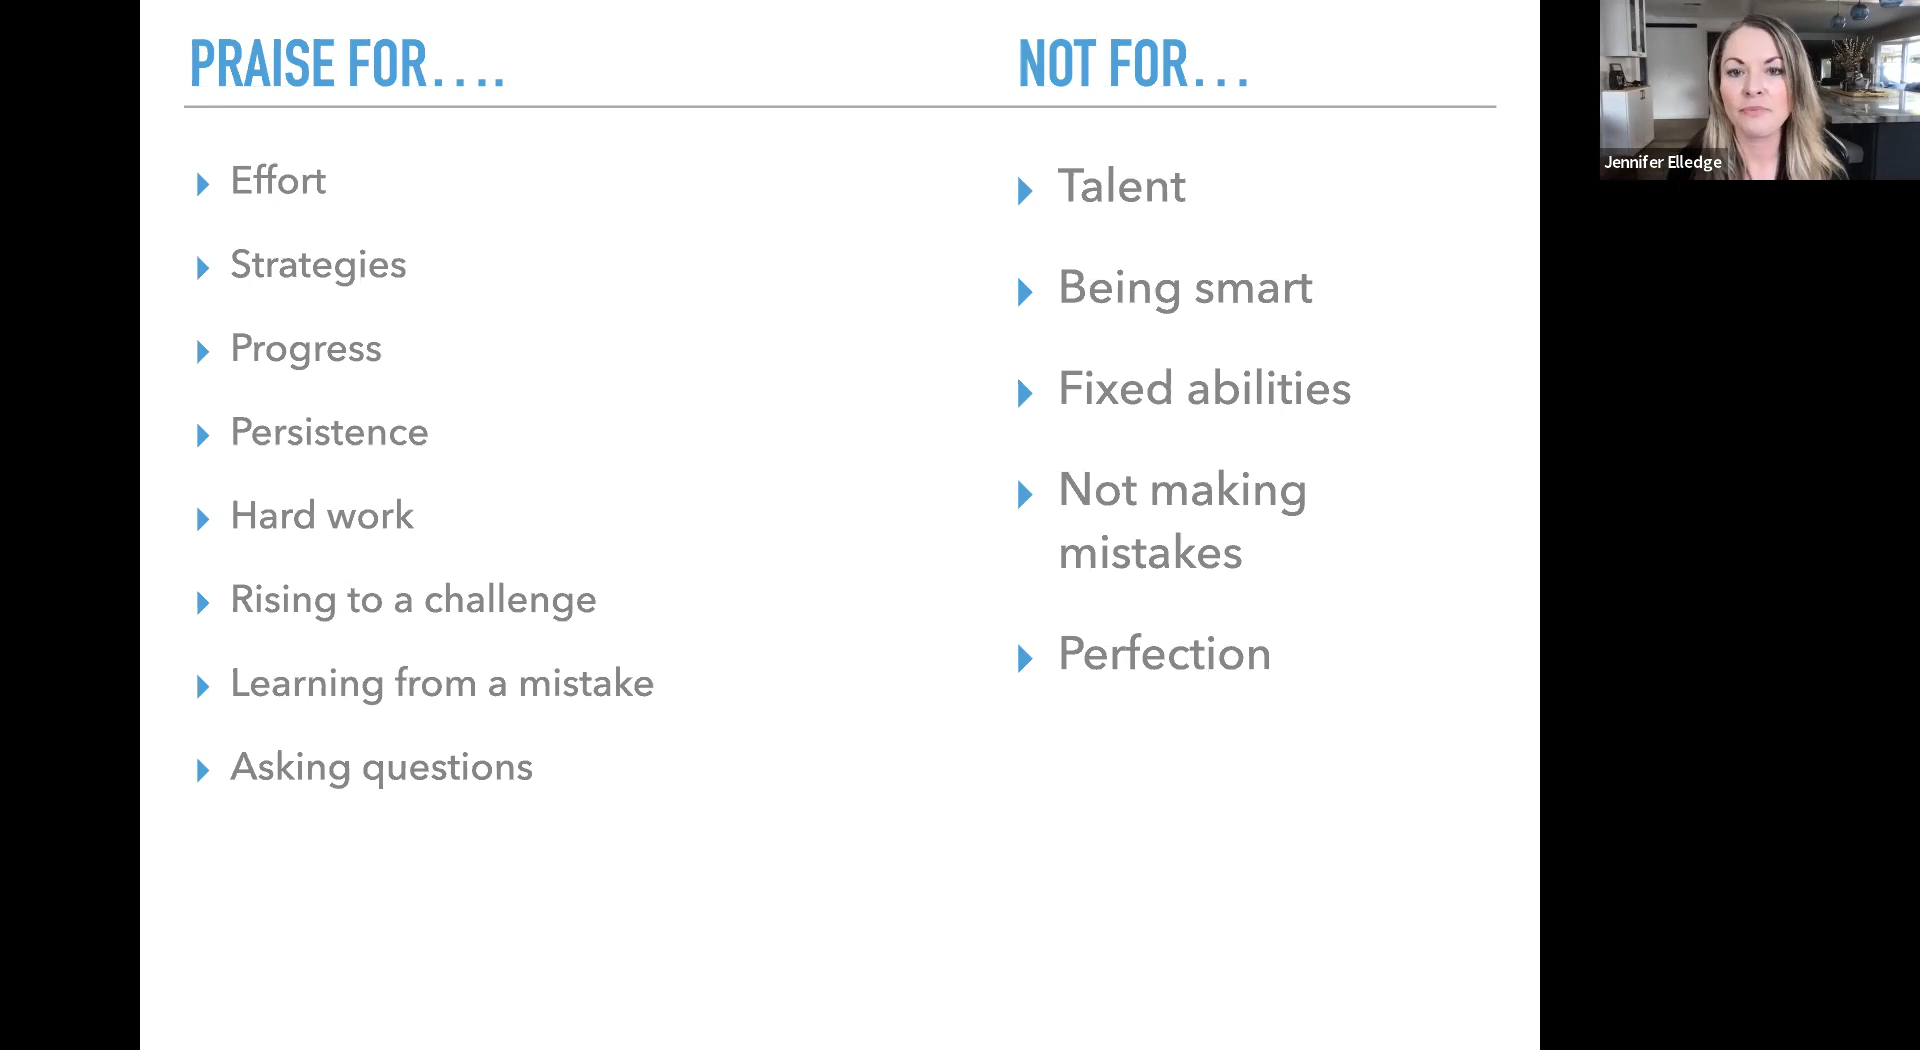 PRAISE FOR....
NOT FOR...
Effort
Strategies
Progress
Persistence
Hard work
Rising to a challenge
Learning from a mistake
Asking questions
Talent
Being smart
Fixed abilities
Not making
mistakes
Perfection
Jennifer Elledge